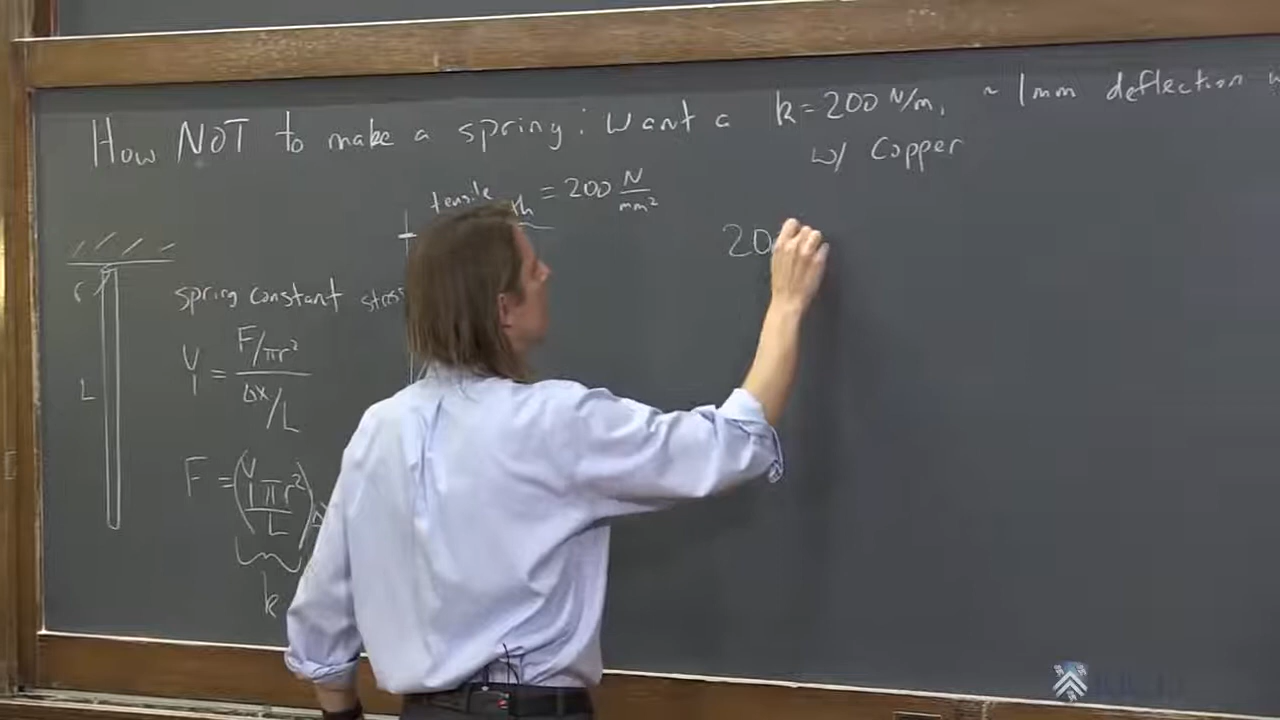 How NOT to make a spring: Want a k=200 N/m, ~ 1mm deflection
w/ Copper
tensile = 200 N/mm²
20
r
L
spring constant
Y = F/πr² / Δx/L
F = (Yπr²/L)
k